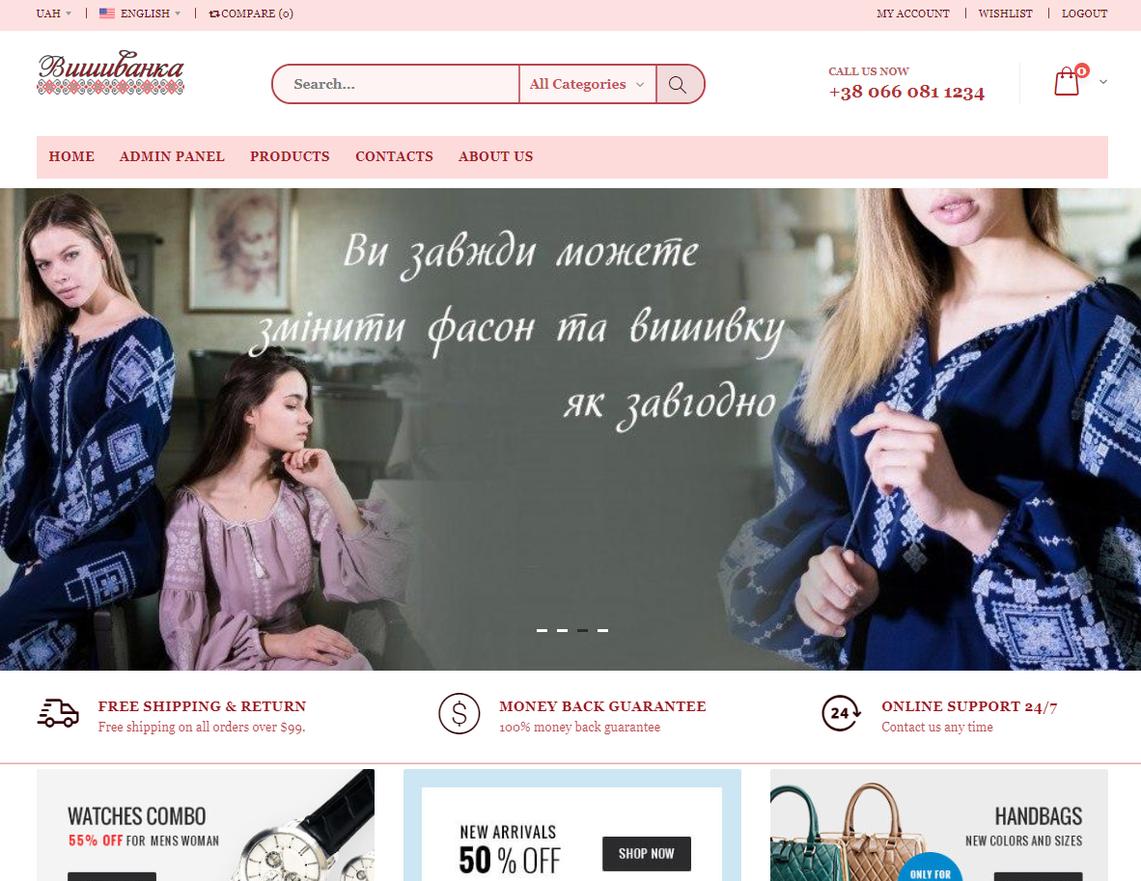 UAH
ENGLISH
COMPARE (0)
MY ACCOUNT
WISHLIST
LOGOUT
Вишиванка
Search...
All Categories
CALL US NOW
+38 066 081 1234
0
HOME
ADMIN PANEL
PRODUCTS
CONTACTS
ABOUT US
Ви завжди можете
змінити фасон та вишивку
як завгодно
FREE SHIPPING & RETURN
Free shipping on all orders over $99.
MONEY BACK GUARANTEE
100% money back guarantee
24
ONLINE SUPPORT 24/7
Contact us any time
WATCHES COMBO
55% OFF FOR MENS WOMAN
NEW ARRIVALS
50 % OFF
SHOP NOW
HANDBAGS
NEW COLORS AND SIZES
ONLY FOR